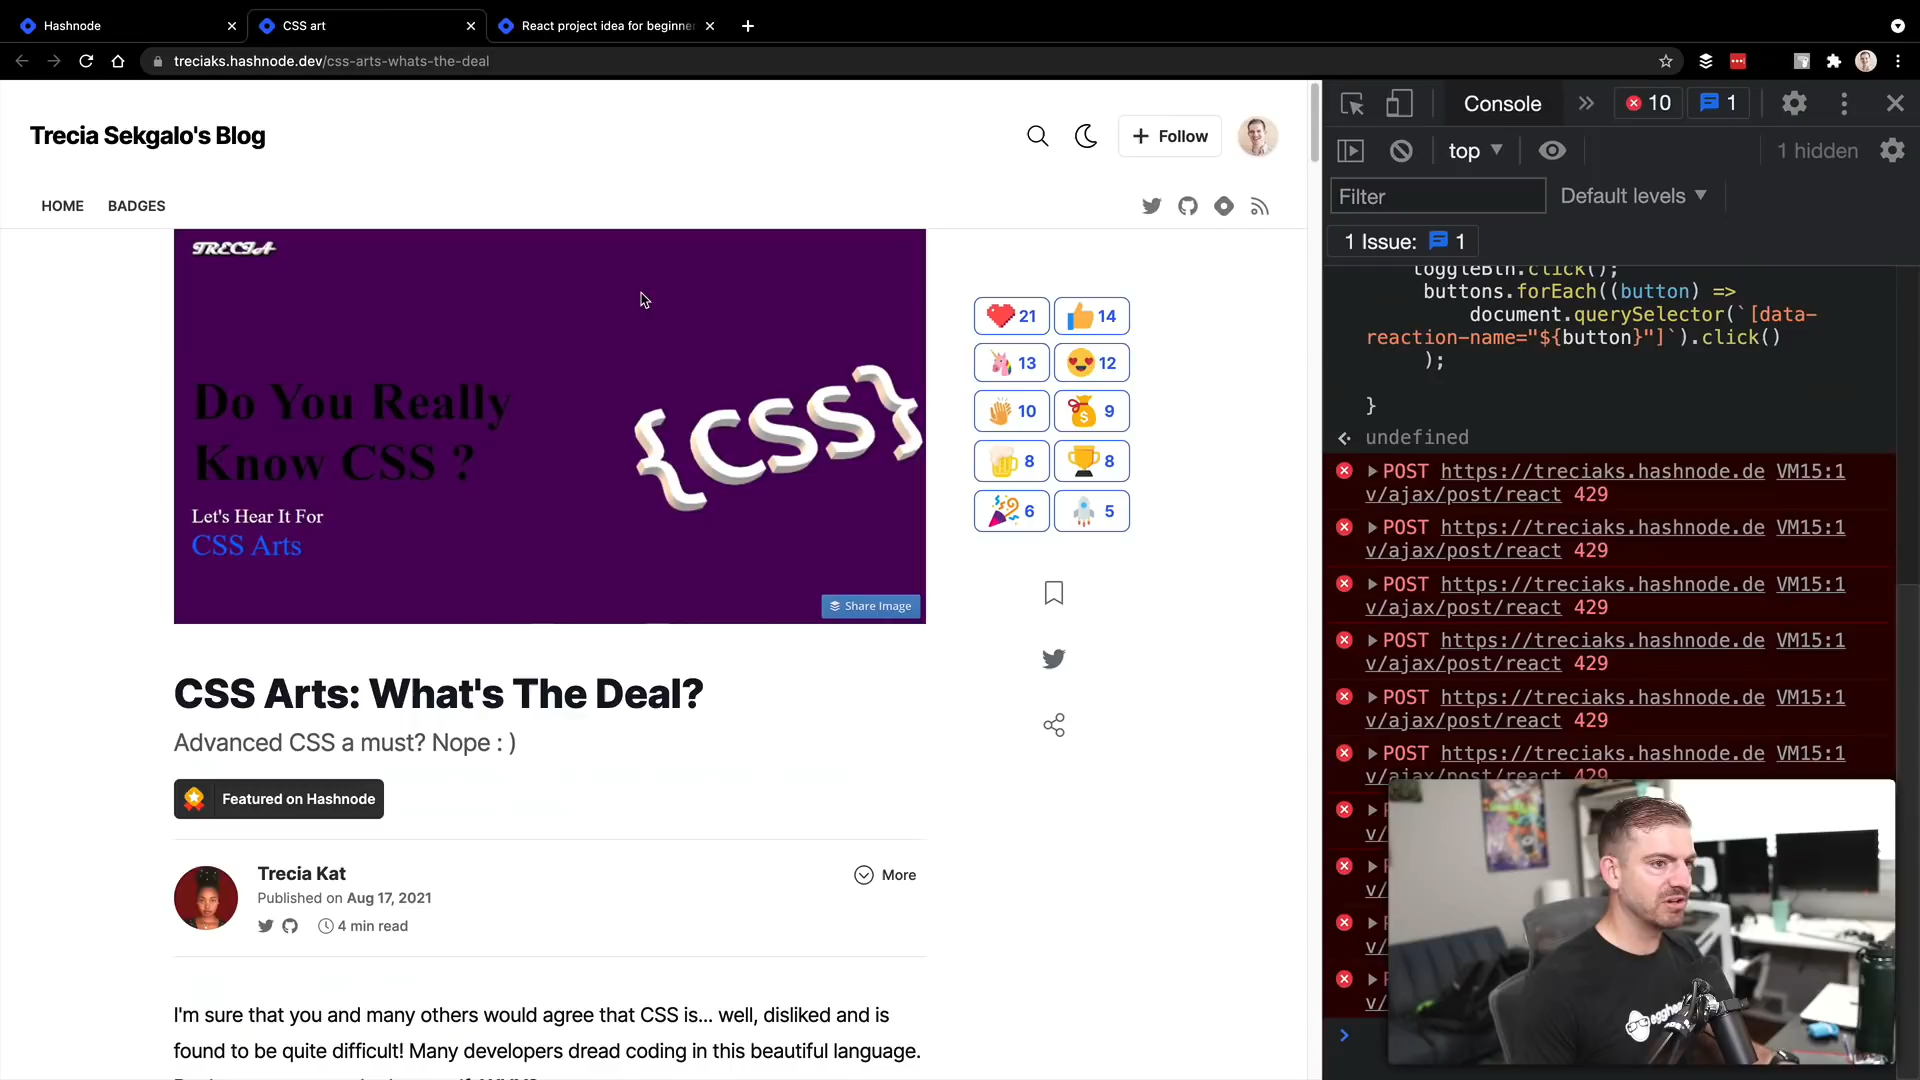 Hashnode
CSS art
React project idea for beginner
treciaks.hashnode.dev/css-arts-whats-the-deal
Trecia Sekgalo's Blog
Follow
HOME
BADGES
TRECIA
Do You Really
Know CSS ?
Let's Hear It For
CSS Arts
{CSS}
Share Image
21
14
13
12
10
9
8
8
6
5
CSS Arts: What's The Deal?
Advanced CSS a must? Nope : )
Featured on Hashnode
Trecia Kat
Published on Aug 17, 2021
4 min read
More
I'm sure that you and many others would agree that CSS is... well, disliked and is
found to be quite difficult! Many developers dread coding in this beautiful language.
Console
10
1
top
1 hidden
Filter
Default levels
1 Issue: 1
toggleBtn.click();
buttons.forEach((button) =>
document.querySelector(`[data-
reaction-name="${button}"]`).click()
);
}
undefined
POST https://treciaks.hashnode.de VM15:1
v/ajax/post/react 429
POST https://treciaks.hashnode.de VM15:1
v/ajax/post/react 429
POST https://treciaks.hashnode.de VM15:1
v/ajax/post/react 429
POST https://treciaks.hashnode.de VM15:1
v/ajax/post/react 429
POST https://treciaks.hashnode.de VM15:1
v/ajax/post/react 429
POST https://treciaks.hashnode.de VM15:1
v/ajax/post/react 429
v/
v/
v/
v/